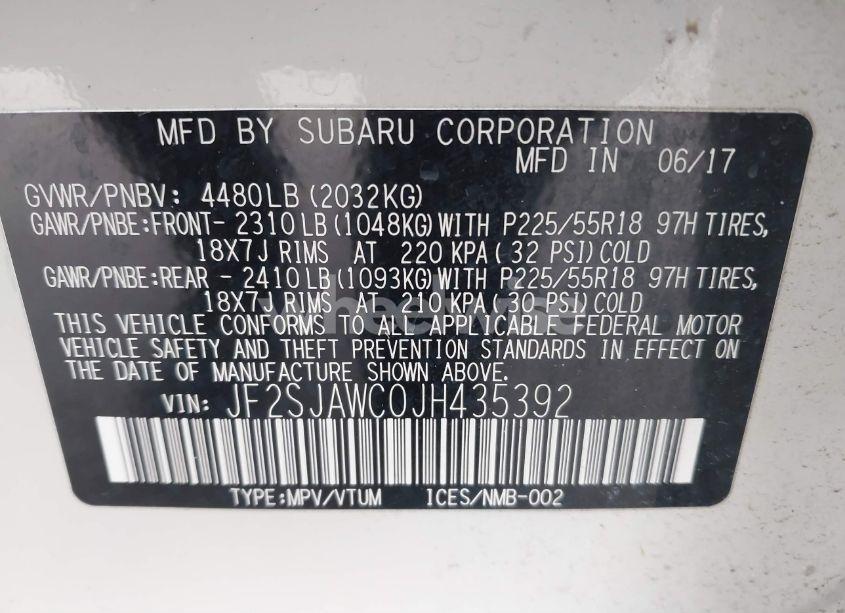 MFD BY SUBARU CORPORATION
MFD IN 06/17
GVWR/PNBV: 4480LB (2032KG)
GAWR/PNBE:FRONT- 2310LB (1048KG) WITH P225/55R18 97H TIRES,
18X7J RIMS AT 220 KPA ( 32 PSI) COLD
GAWR/PNBE:REAR - 2410LB (1093KG) WITH P225/55R18 97H TIRES,
18X7J RIMS AT 210 KPA ( 30 PSI) COLD
THIS VEHICLE CONFORMS TO ALL APPLICABLE FEDERAL MOTOR
VEHICLE SAFETY AND THEFT PREVENTION STANDARDS IN EFFECT ON
THE DATE OF MANUFACTURE SHOWN ABOVE.
VIN: JF2SJAWC0JH435392
TYPE:MPV/VTUM ICES/NMB-002